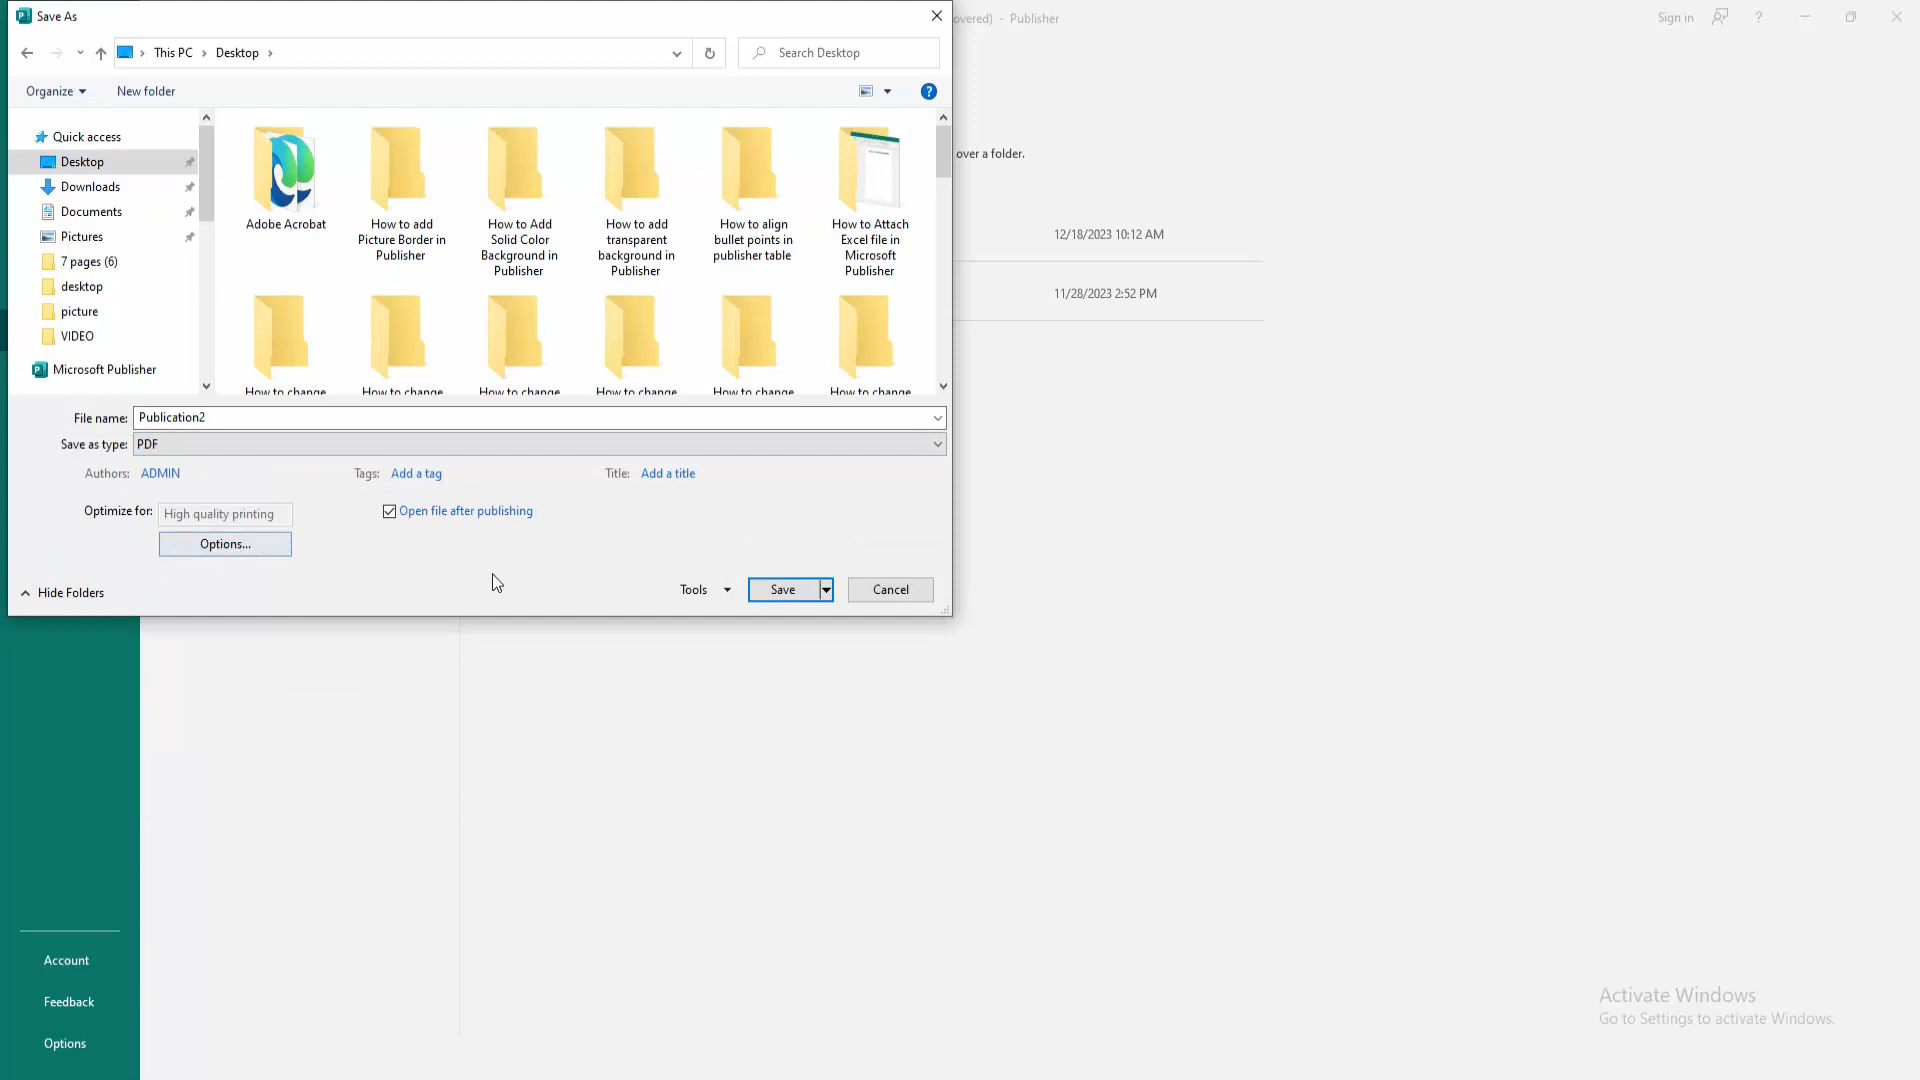 Save As
overed) - Publisher
Sign in
?
This PC
Desktop
Search Desktop
Organize
New folder
?
over a folder.
Quick access
Desktop
Downloads
Documents
Pictures
7 pages (6)
desktop
picture
VIDEO
Microsoft Publisher
Adobe Acrobat
How to add
Picture Border in
Publisher
How to Add
Solid Color
Background in
Publisher
How to add
transparent
background in
Publisher
How to align
bullet points in
publisher table
How to Attach
Excel file in
Microsoft
Publisher
How to change
How to change
How to change
How to change
How to change
How to change
12/18/2023 10:12 AM
11/28/2023 2:52 PM
File name: Publication2
Save as type: PDF
Authors: ADMIN
Tags: Add a tag
Title: Add a title
Optimize for: High quality printing
Open file after publishing
Options...
Hide Folders
Tools
Save
Cancel
Account
Feedback
Options
Activate Windows
Go to Settings to activate Windows.